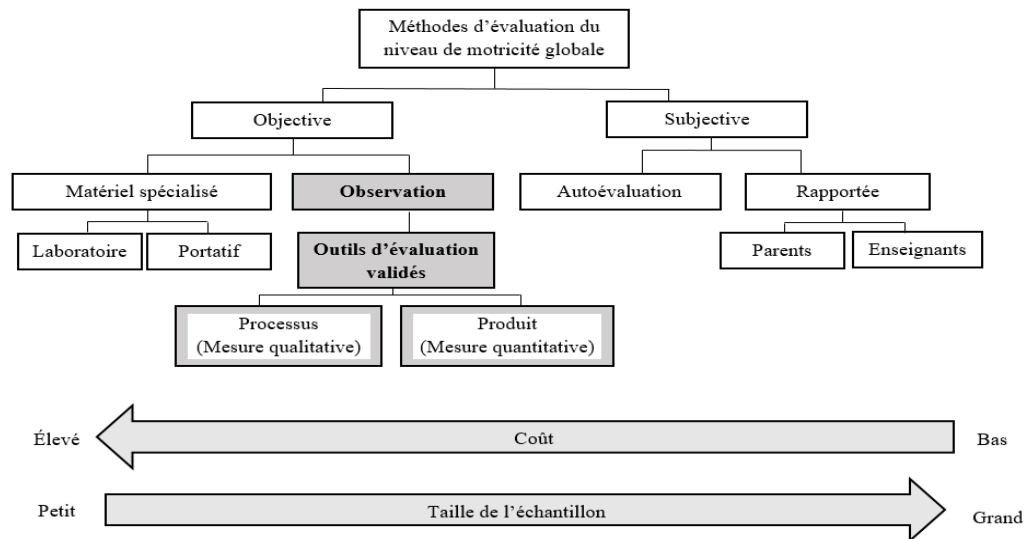 Méthodes d’évaluation du
niveau de motricité globale
Objective
Subjective
Matériel spécialisé
Observation
Autoévaluation
Rapportée
Laboratoire
Portatif
Outils d’évaluation
validés
Parents
Enseignants
Processus
(Mesure qualitative)
Produit
(Mesure quantitative)
Élevé
Coût
Bas
Petit
Taille de l’échantillon
Grand